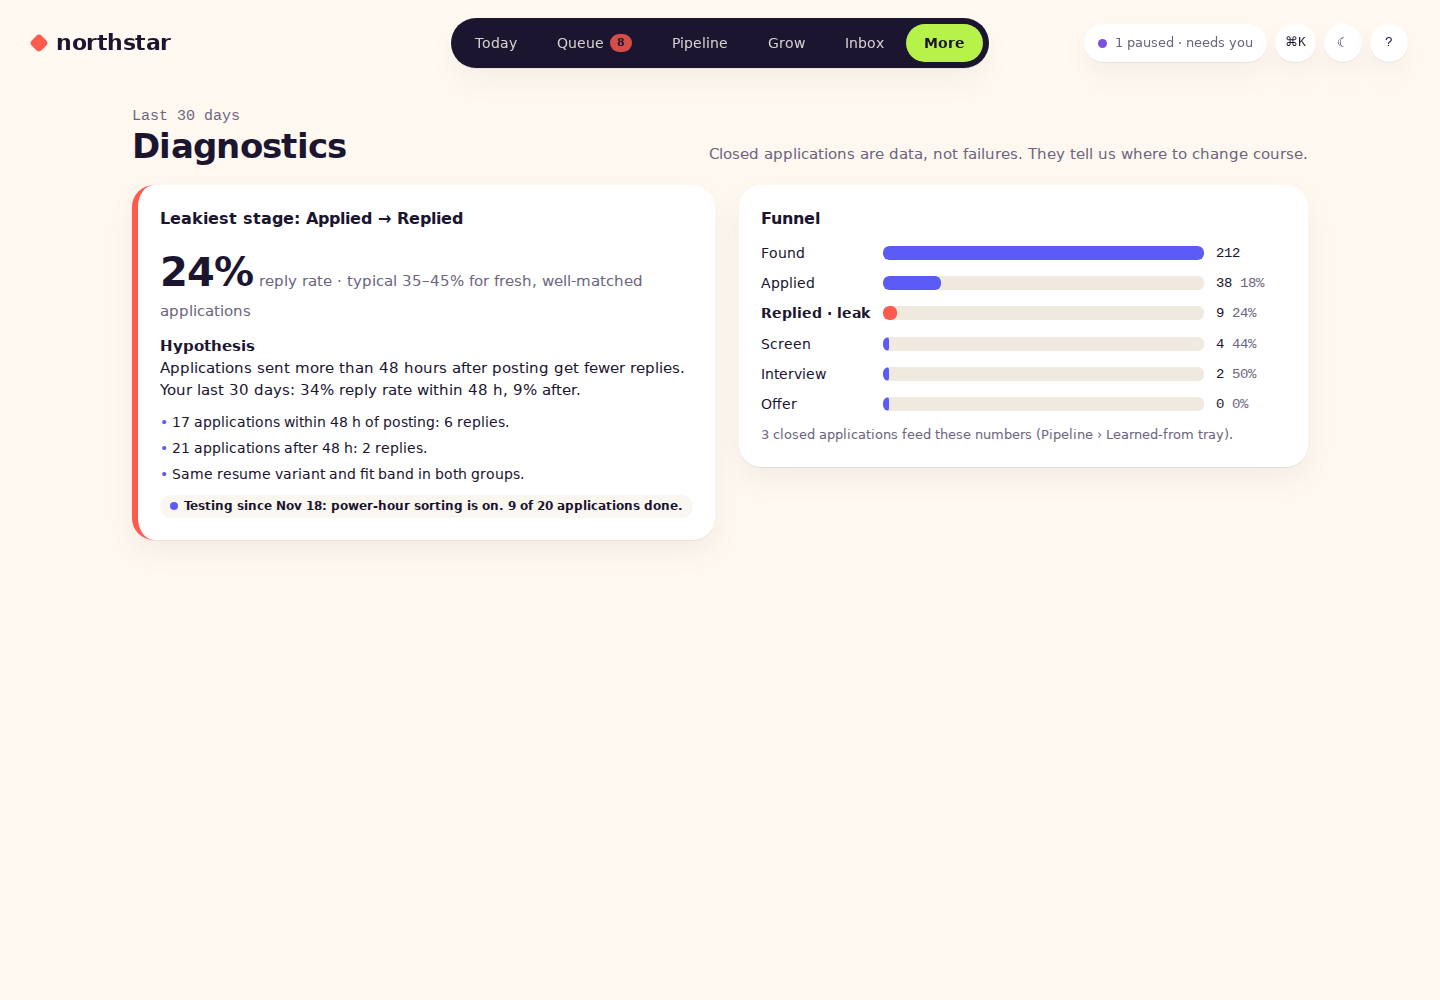 northstar
Today
Queue 8
Pipeline
Grow
Inbox
More
1 paused · needs you
⌘K
☾
?
Last 30 days
Diagnostics
Closed applications are data, not failures. They tell us where to change course.
Leakiest stage: Applied → Replied
24% reply rate · typical 35–45% for fresh, well-matched
applications
Hypothesis
Applications sent more than 48 hours after posting get fewer replies.
Your last 30 days: 34% reply rate within 48 h, 9% after.
• 17 applications within 48 h of posting: 6 replies.
• 21 applications after 48 h: 2 replies.
• Same resume variant and fit band in both groups.
Testing since Nov 18: power-hour sorting is on. 9 of 20 applications done.
Funnel
Found 212
Applied 38 18%
Replied · leak 9 24%
Screen 4 44%
Interview 2 50%
Offer 0 0%
3 closed applications feed these numbers (Pipeline › Learned-from tray).